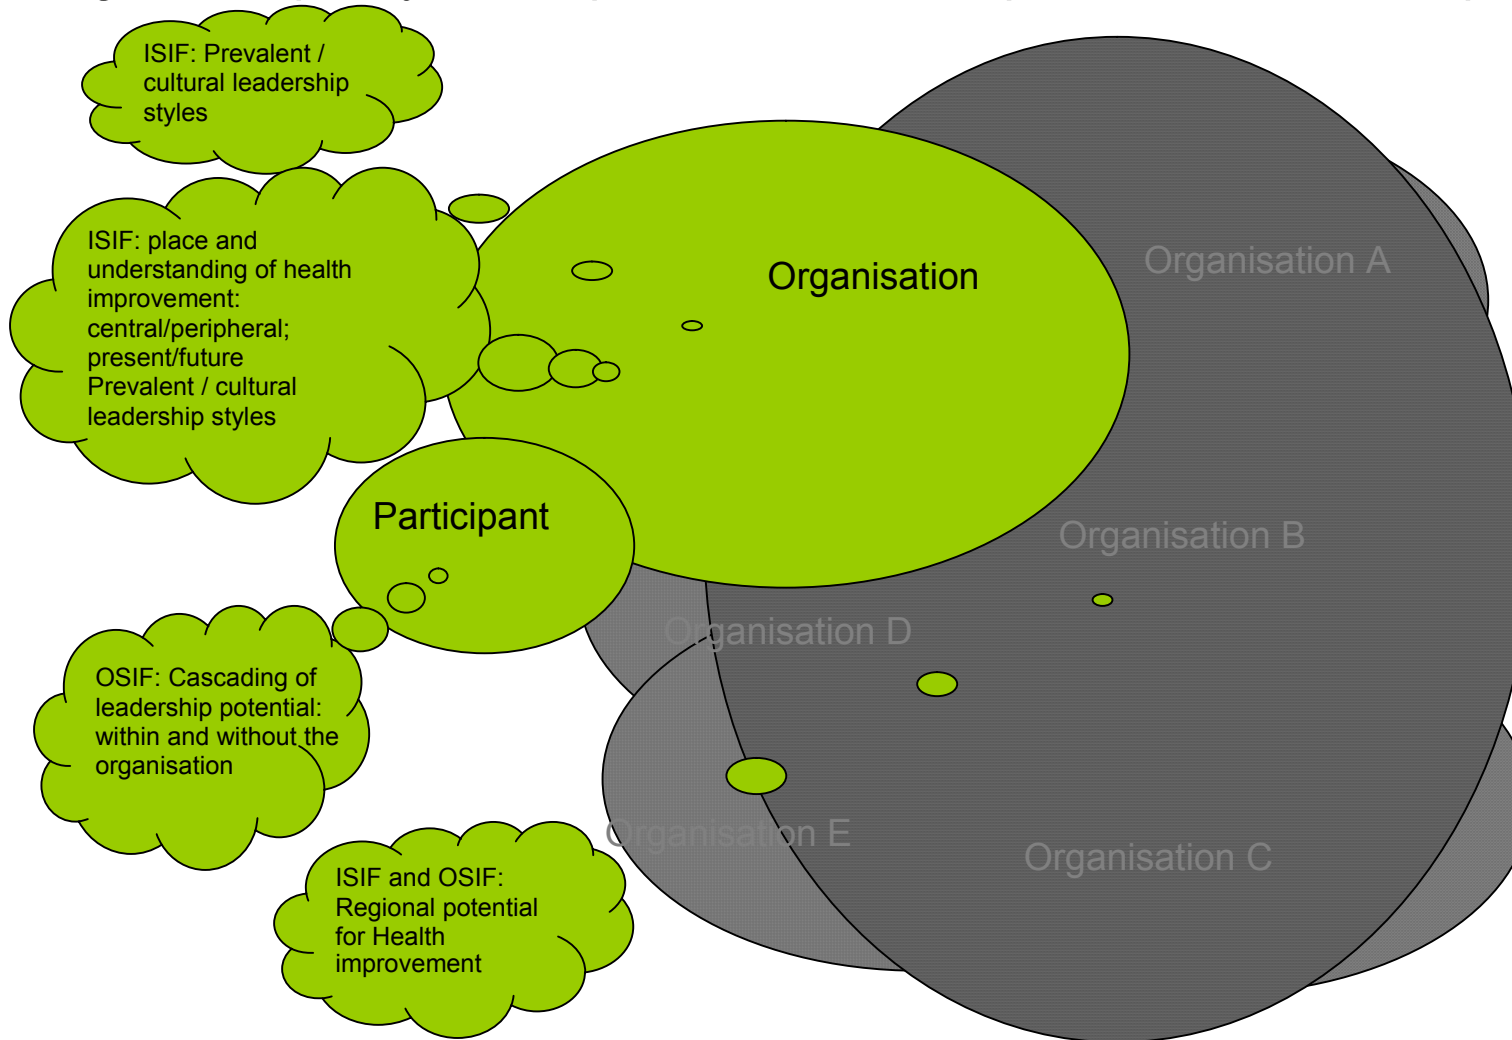 ISIF: Prevalent /
cultural leadership
styles
ISIF: place and
understanding of health
improvement:
central/peripheral;
present/future
Prevalent / cultural
leadership styles
Organisation
Organisation A
Participant
Organisation B
Organisation D
OSIF: Cascading of
leadership potential:
within and without the
organisation
Organisation E
Organisation C
ISIF and OSIF:
Regional potential
for Health
improvement